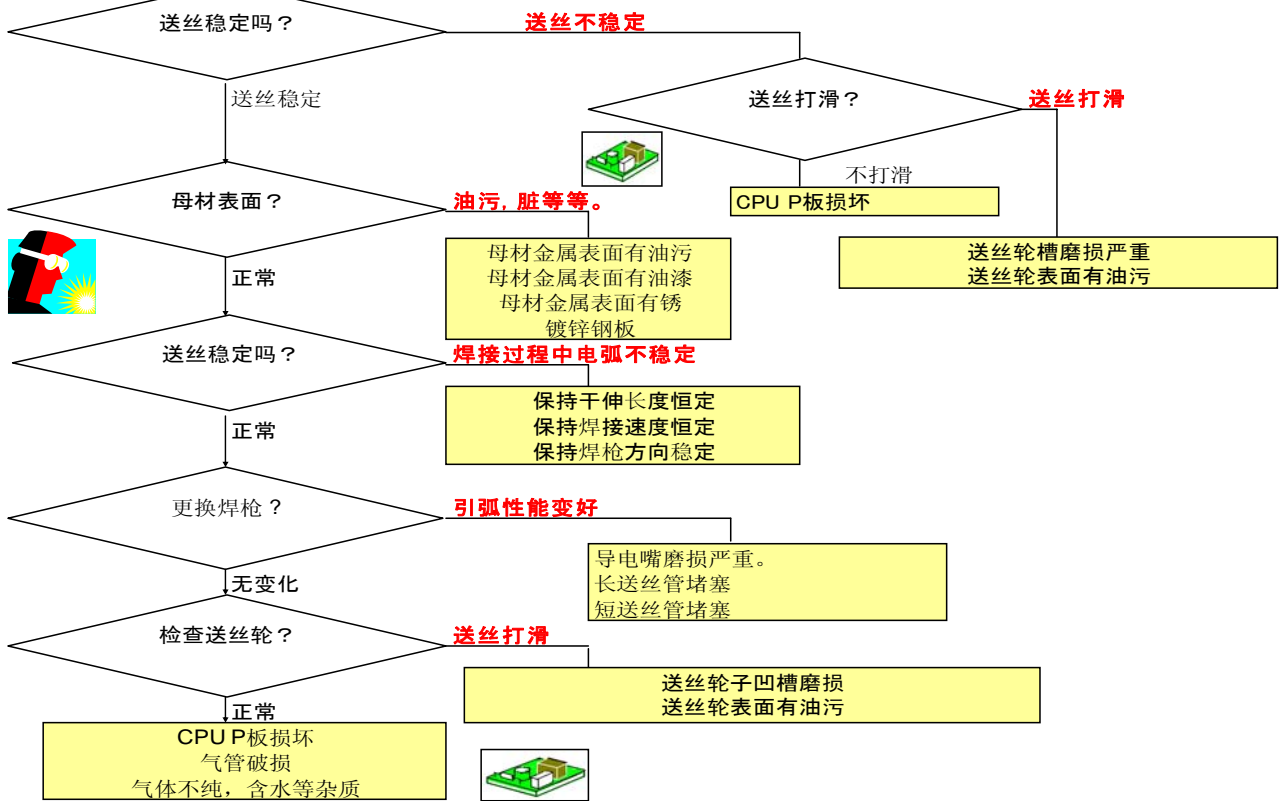 送丝稳定吗？
送丝不稳定
送丝稳定
送丝打滑？
送丝打滑
不打滑
CPU P板损坏
送丝轮槽磨损严重
送丝轮表面有油污
母材表面？
油污, 脏等等。
母材金属表面有油污
母材金属表面有油漆
母材金属表面有锈
镀锌钢板
正常
送丝稳定吗？
焊接过程中电弧不稳定
保持干伸长度恒定
保持焊接速度恒定
保持焊枪方向稳定
正常
更换焊枪？
引弧性能变好
导电嘴磨损严重。
长送丝管堵塞
短送丝管堵塞
无变化
检查送丝轮？
送丝打滑
送丝轮子凹槽磨损
送丝轮表面有油污
正常
CPU P板损坏
气管破损
气体不纯，含水等杂质